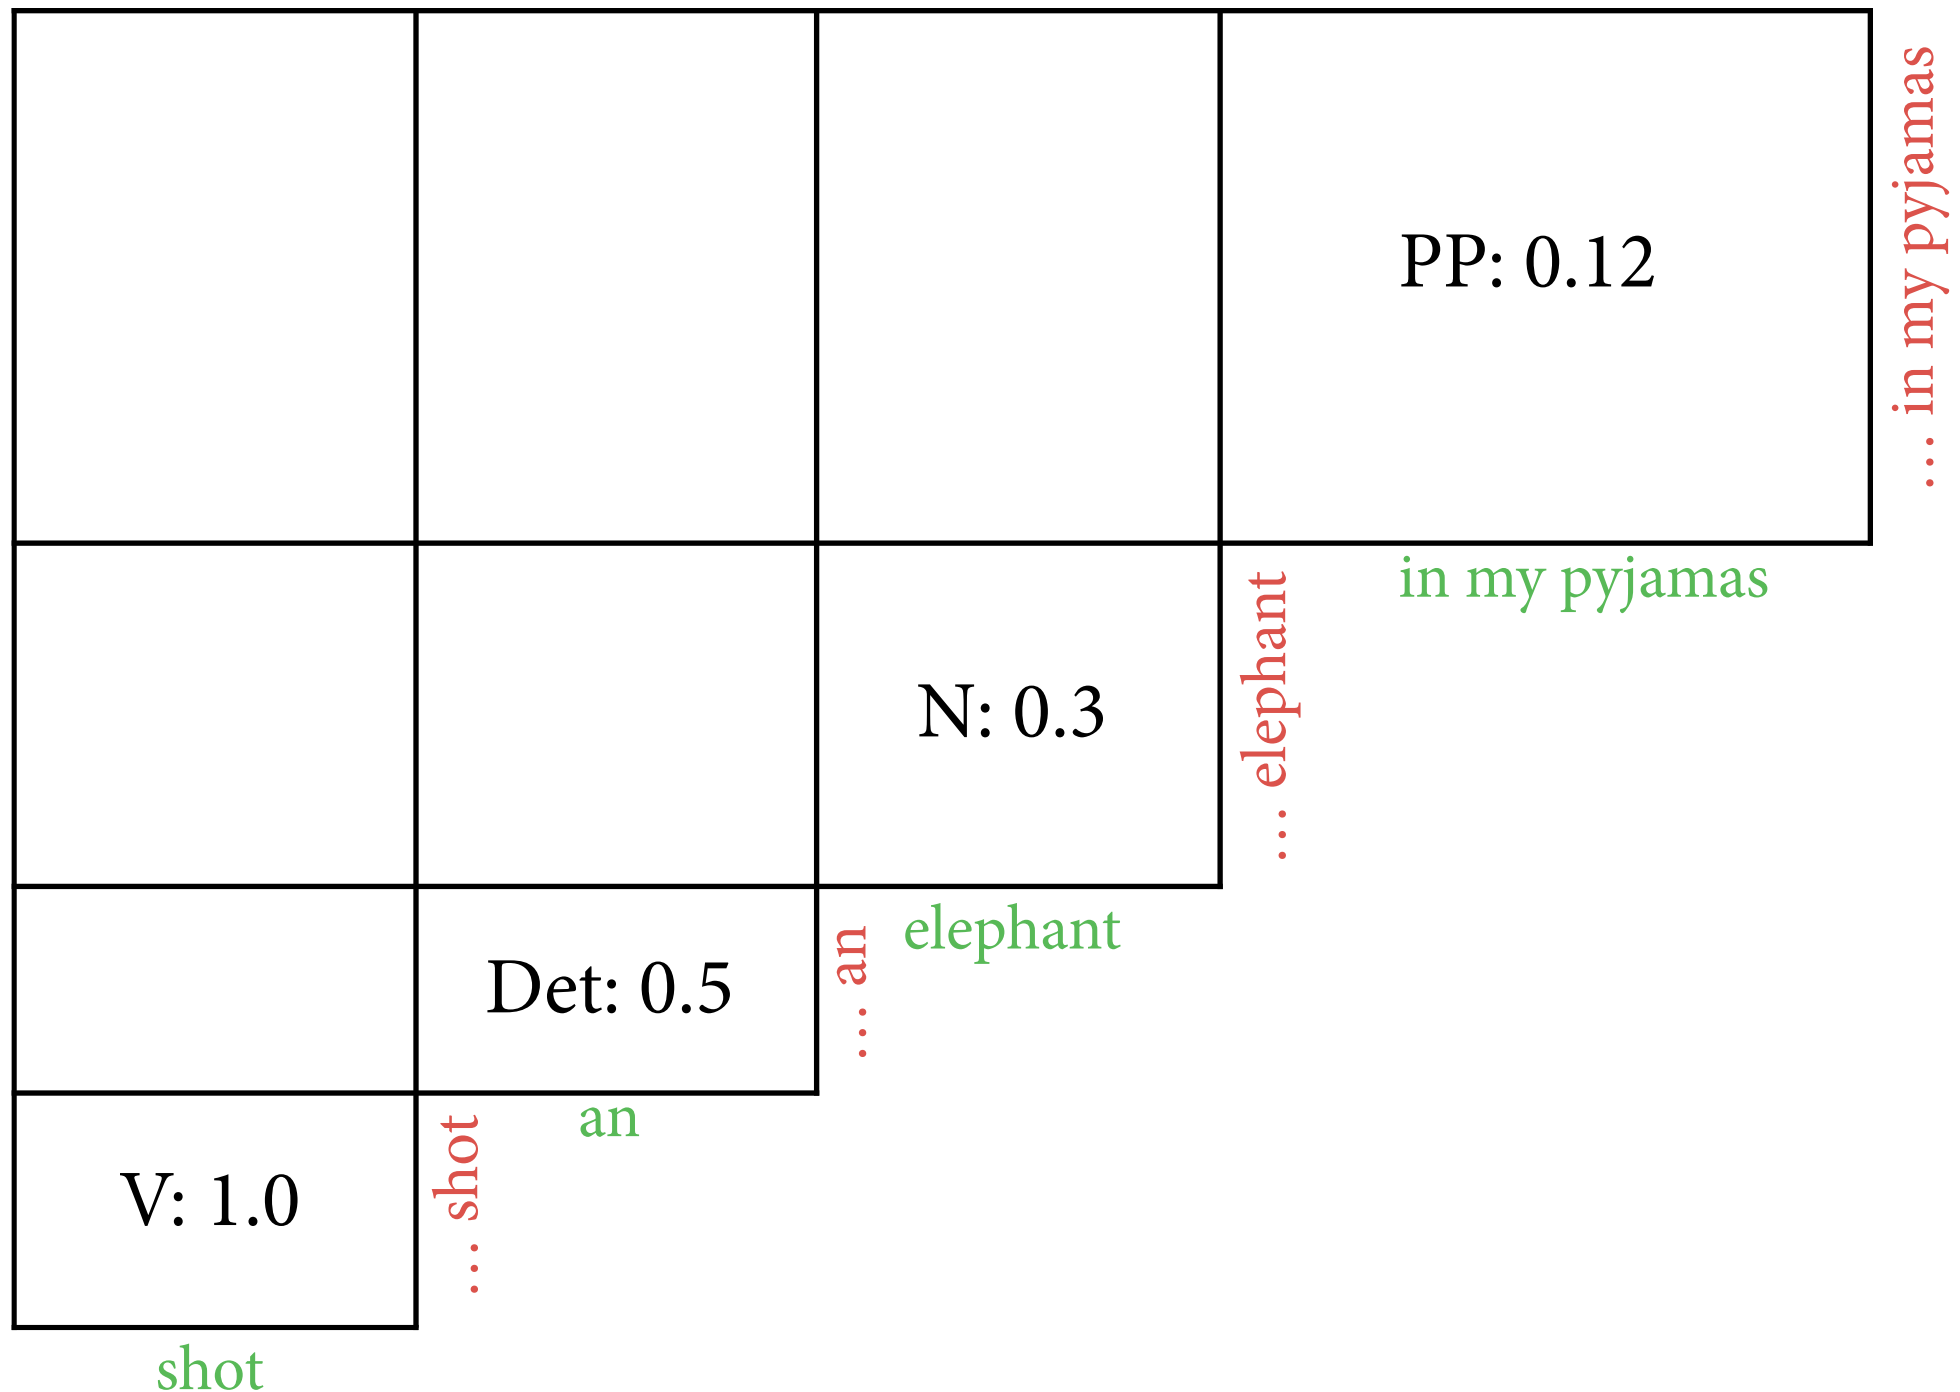 PP: 0.12
... in my pyjamas
in my pyjamas
N: 0.3
... elephant
elephant
Det: 0.5
... an
an
V: 1.0
... shot
shot